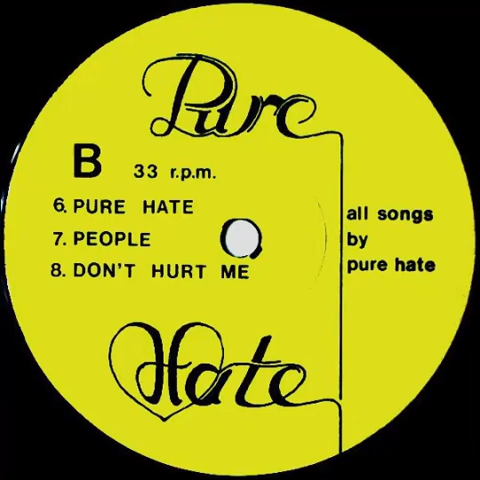 Pure
B 33 r.p.m.
6. PURE HATE
7. PEOPLE
8. DON'T HURT ME
all songs
by
pure hate
Hate